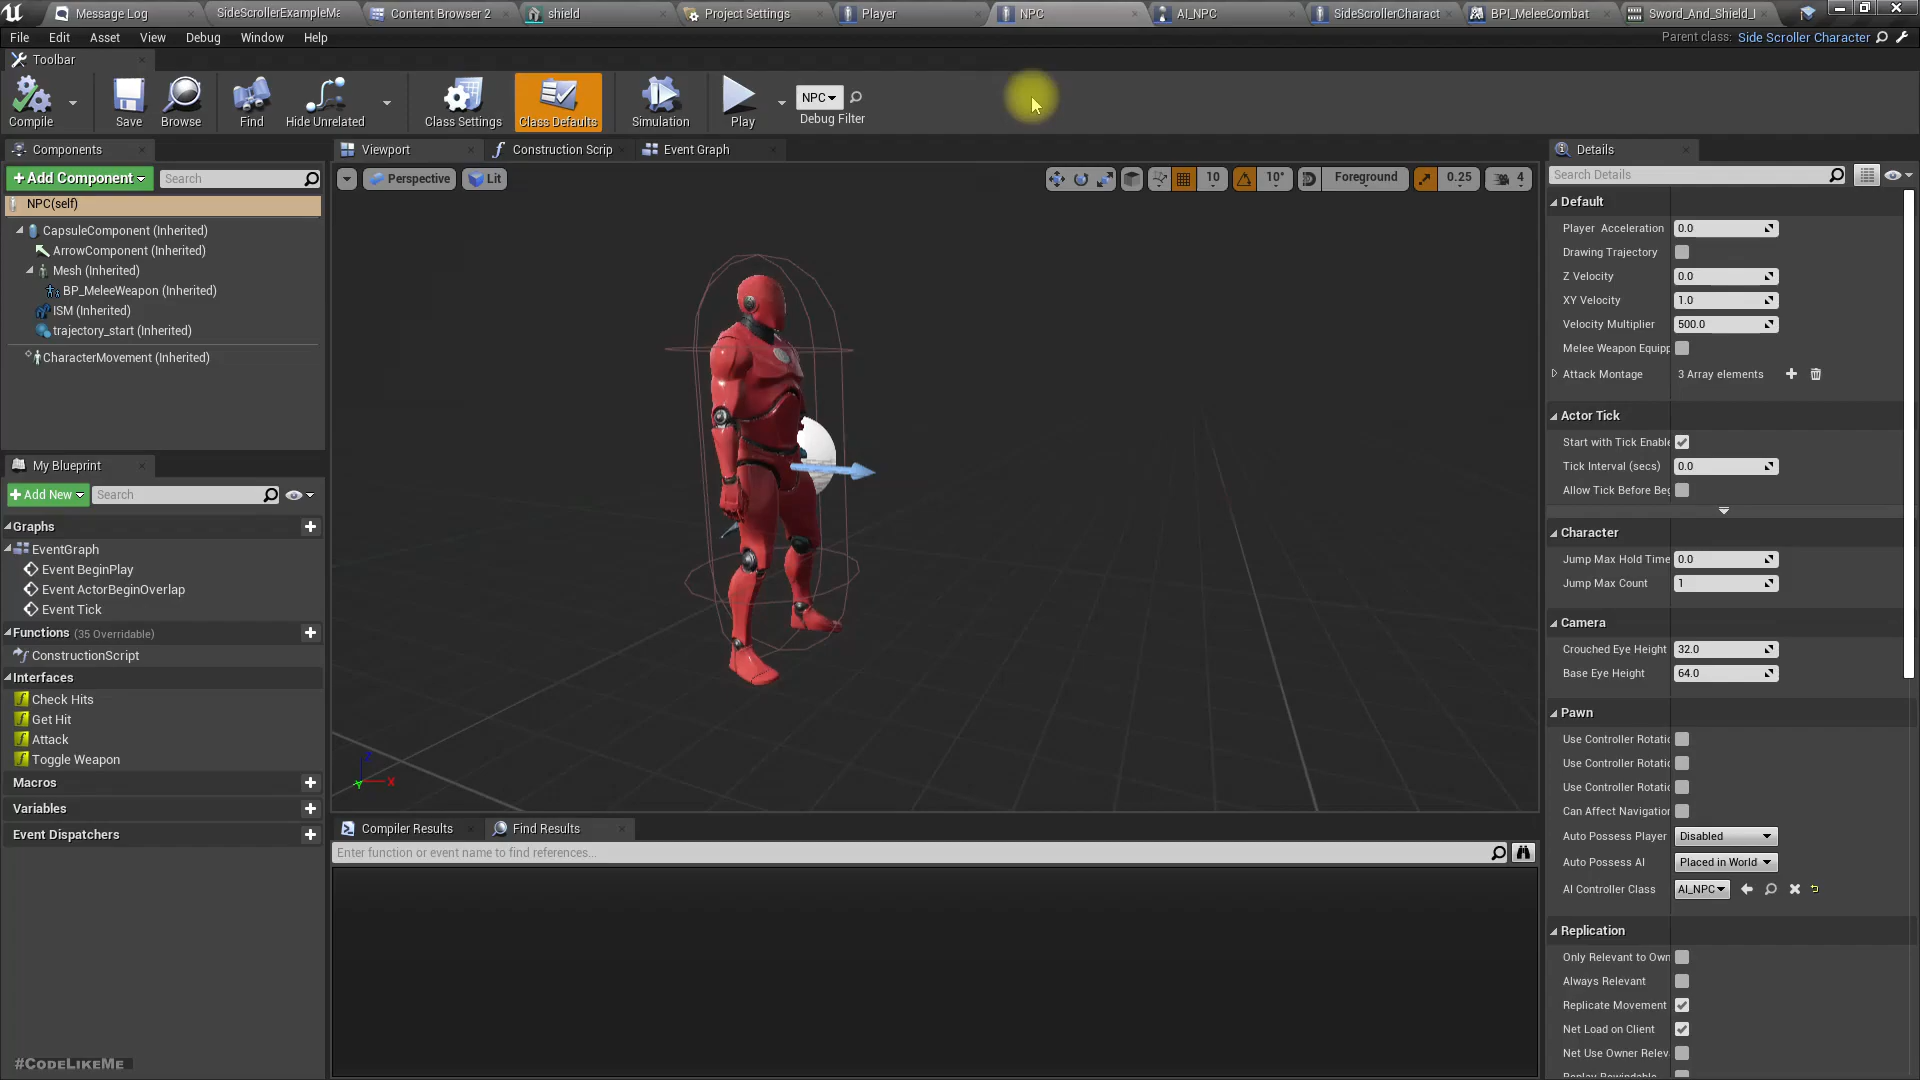 Message Log
SideScrollerExampleMa
Content Browser 2
shield
Project Settings
Player
NPC
AI_NPC
SideScrollerCharact
BPI_MeleeCombat
Sword_And_Shield_I
File Edit Asset View Debug Window Help
Parent class: Side Scroller Character
Toolbar
Compile
Save
Browse
Find
Hide Unrelated
Class Settings
Class Defaults
Simulation
Play
NPC
Debug Filter
Components
+ Add Component
Search
NPC(self)
CapsuleComponent (Inherited)
ArrowComponent (Inherited)
Mesh (Inherited)
BP_MeleeWeapon (Inherited)
ISM (Inherited)
trajectory_start (Inherited)
CharacterMovement (Inherited)
My Blueprint
+ Add New
Search
Graphs
EventGraph
Event BeginPlay
Event ActorBeginOverlap
Event Tick
Functions (35 Overridable)
ConstructionScript
Interfaces
Check Hits
Get Hit
Attack
Toggle Weapon
Macros
Variables
Event Dispatchers
#CodeLikeMe
Viewport
Construction Scrip
Event Graph
Perspective
Lit
10
10°
Foreground
0.25
4
Z
X
Y
Compiler Results
Find Results
Enter function or event name to find references...
Details
Search Details
Default
Player Acceleration 0.0
Drawing Trajectory
Z Velocity 0.0
XY Velocity 1.0
Velocity Multiplier 500.0
Melee Weapon Equipp
Attack Montage 3 Array elements
Actor Tick
Start with Tick Enable
Tick Interval (secs) 0.0
Allow Tick Before Beg
Character
Jump Max Hold Time 0.0
Jump Max Count 1
Camera
Crouched Eye Height 32.0
Base Eye Height 64.0
Pawn
Use Controller Rotatio
Use Controller Rotatio
Use Controller Rotatio
Can Affect Navigation
Auto Possess Player Disabled
Auto Possess AI Placed in World
AI Controller Class AI_NPC
Replication
Only Relevant to Own
Always Relevant
Replicate Movement
Net Load on Client
Net Use Owner Relev
Replay Rewindable